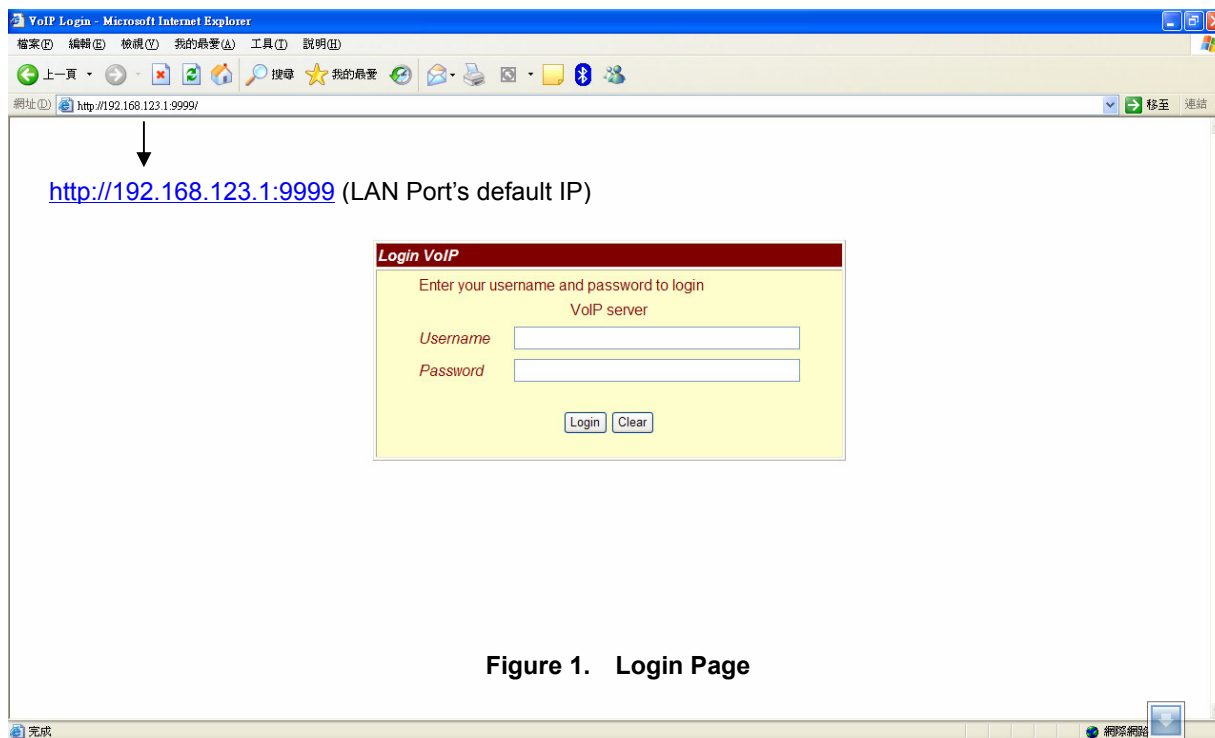 VoIP Login - Microsoft Internet Explorer
檔案(F) 編輯(E) 檢視(V) 我的最愛(A) 工具(T) 說明(H)
上一頁 搜尋 我的最愛
網址(D) http://192.168.123.1:9999/ 移至 連結
http://192.168.123.1:9999 (LAN Port's default IP)
Login VoIP
Enter your username and password to login
VoIP server
Username
Password
Login Clear
Figure 1. Login Page
完成 網際網路